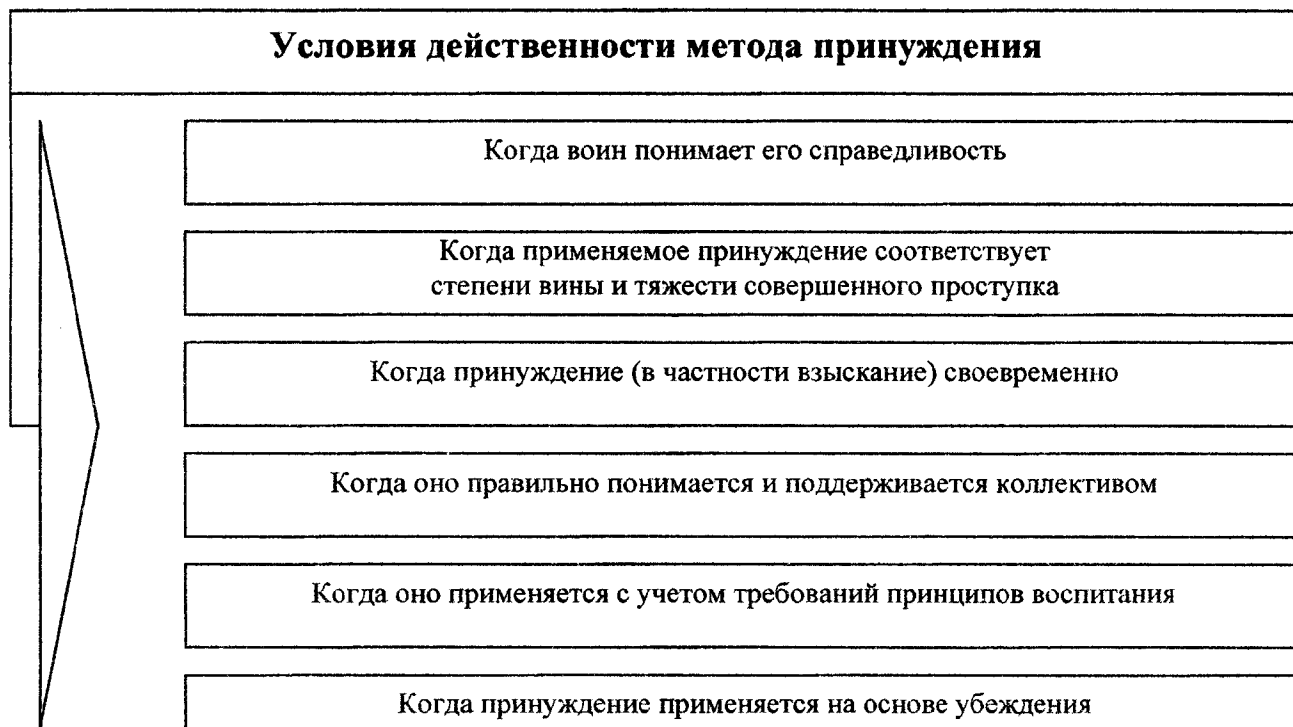 Условия действенности метода принуждения
Когда воин понимает его справедливость
Когда применяемое принуждение соответствует
степени вины и тяжести совершенного проступка
Когда принуждение (в частности взыскание) своевременно
Когда оно правильно понимается и поддерживается коллективом
Когда оно применяется с учетом требований принципов воспитания
Когда принуждение применяется на основе убеждения